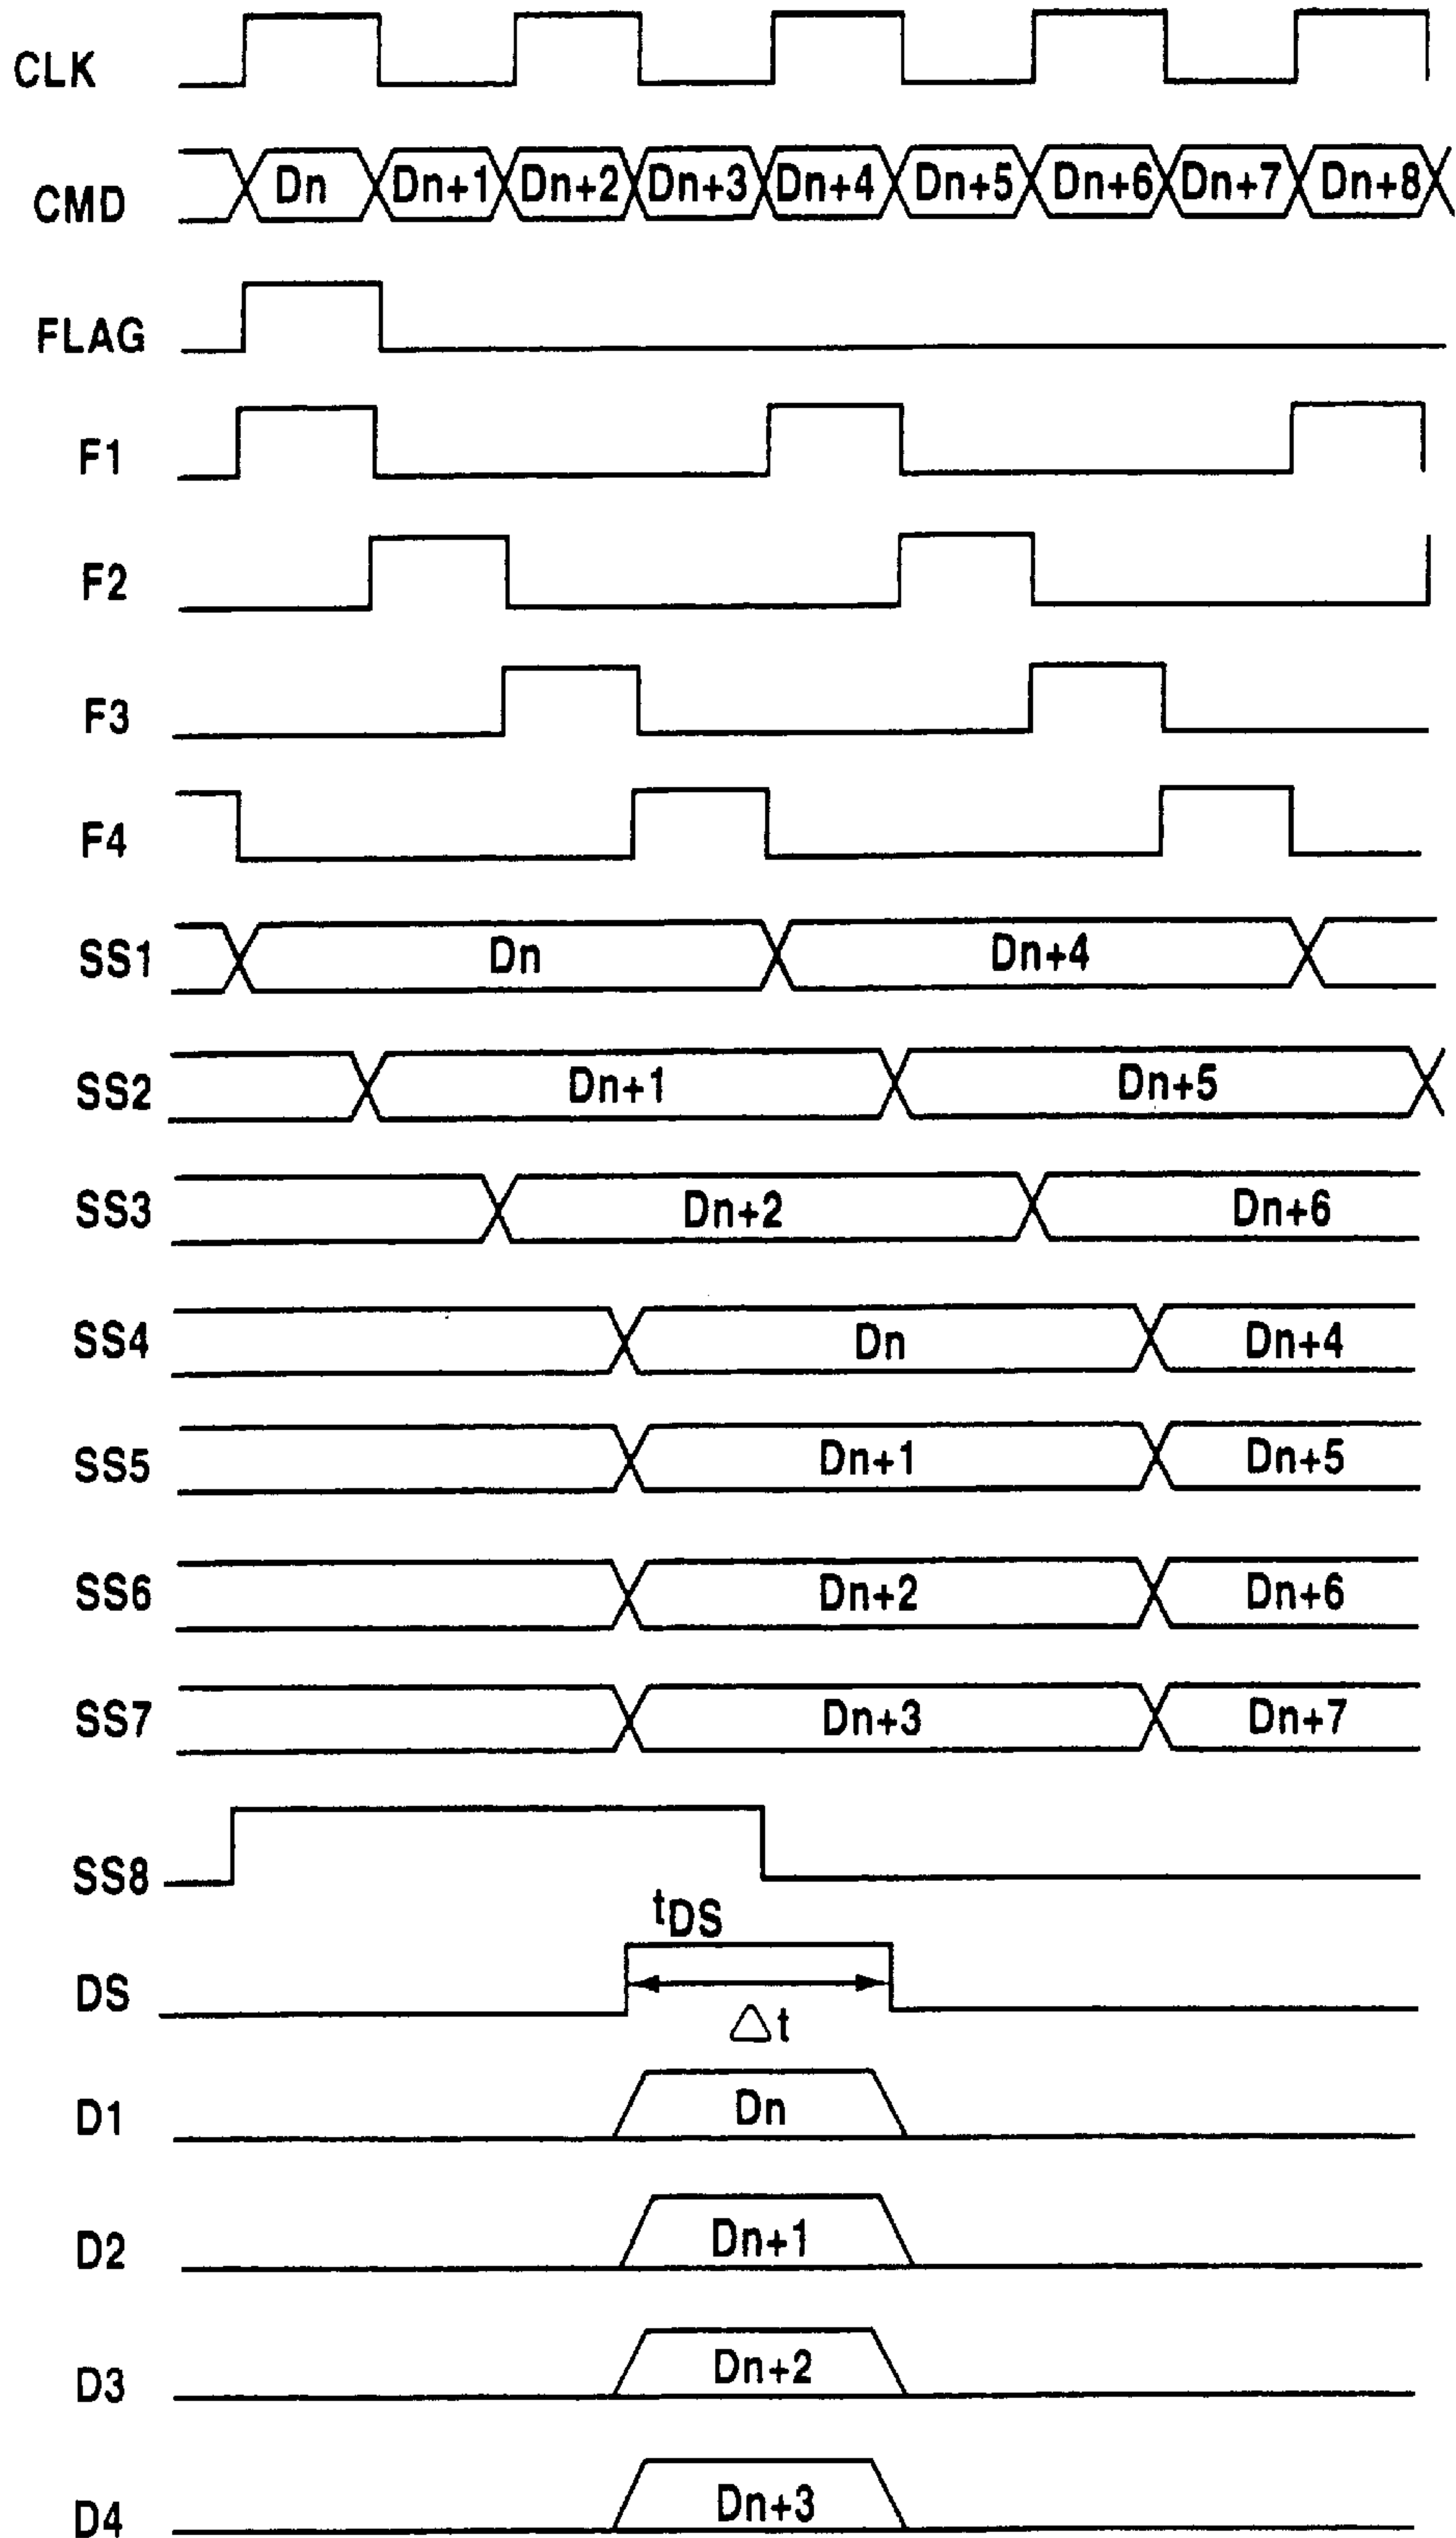 CLK
CMD Dn Dn+1 Dn+2 Dn+3 Dn+4 Dn+5 Dn+6 Dn+7 Dn+8
FLAG
F1
F2
F3
F4
SS1 Dn Dn+4
SS2 Dn+1 Dn+5
SS3 Dn+2 Dn+6
SS4 Dn Dn+4
SS5 Dn+1 Dn+5
SS6 Dn+2 Dn+6
SS7 Dn+3 Dn+7
SS8
tDS
DS
△t
D1 Dn
D2 Dn+1
D3 Dn+2
D4 Dn+3